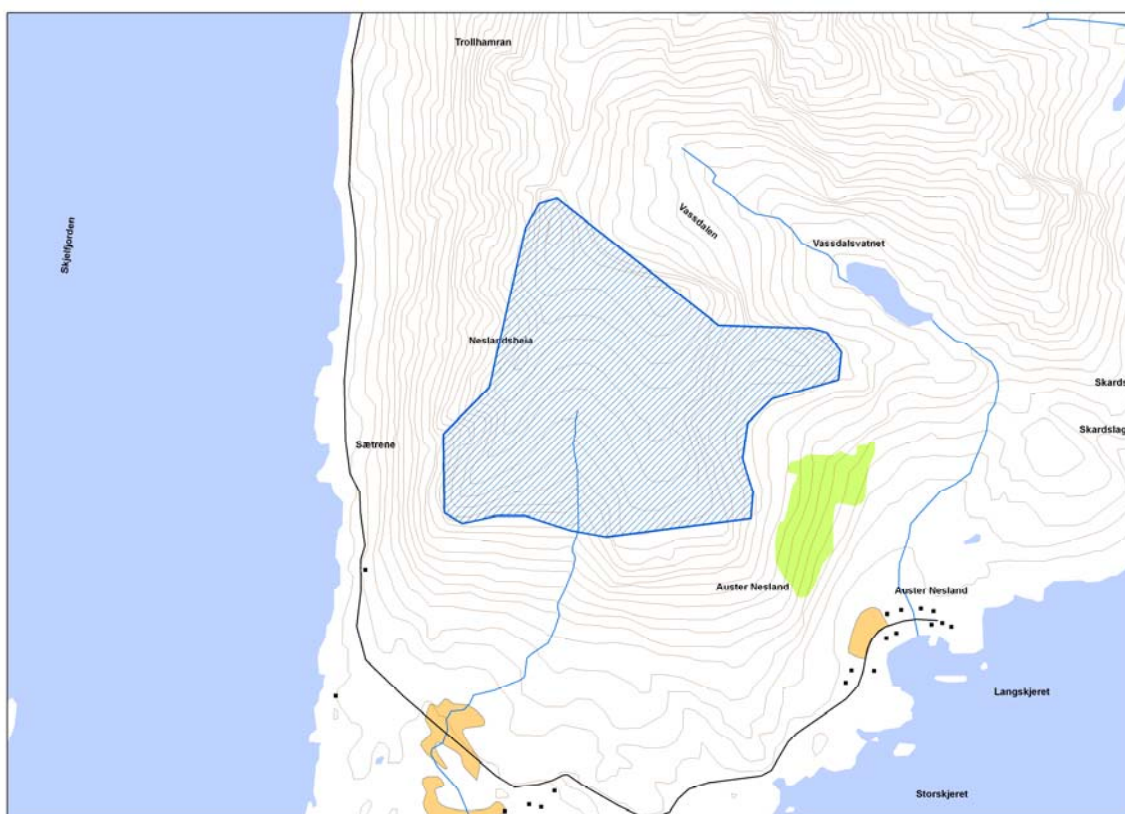 Trollhamran
Skjelfjorden
Vassdalen
Vassdalsvatnet
Neslandsheia
Skards
Skardslag
Sætrene
Auster Nesland
Auster Nesland
Langskjeret
Storskjeret